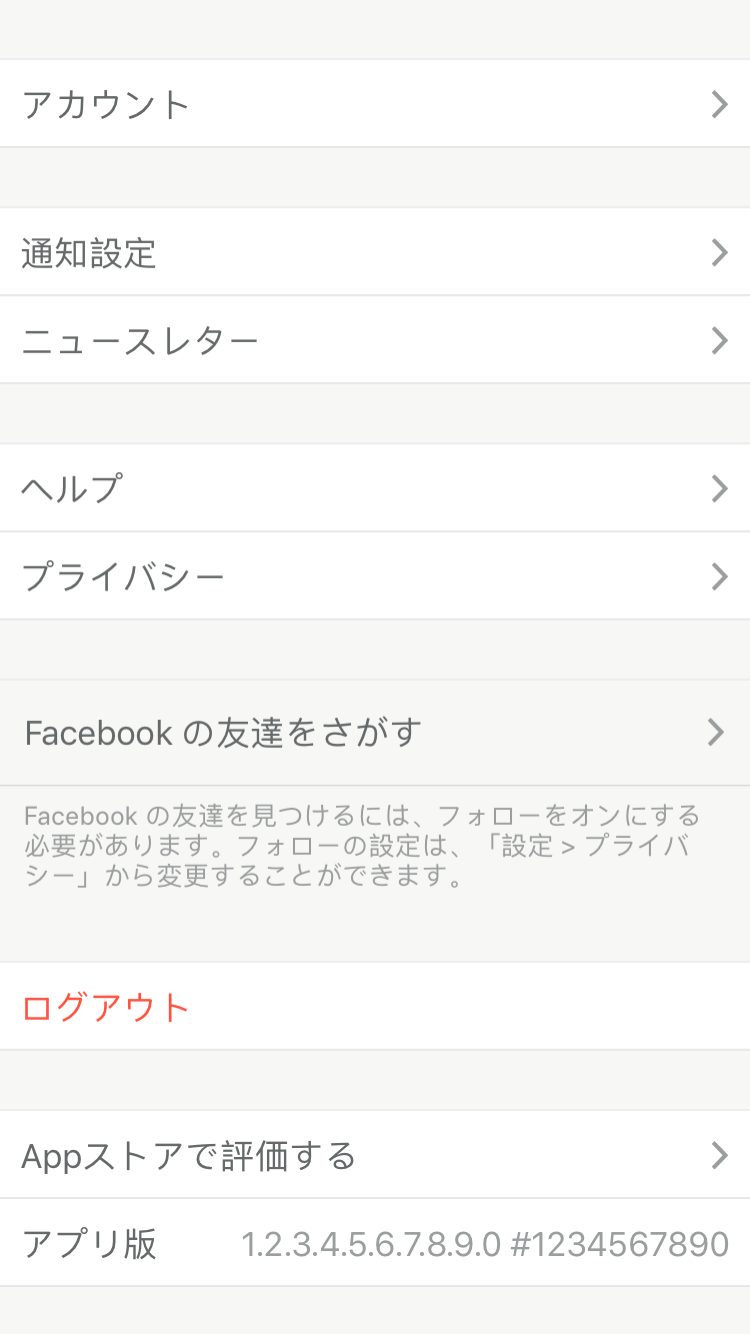 アカウント
通知設定
ニュースレター
ヘルプ
プライバシー
Facebook の友達をさがす
Facebook の友達を見つけるには、フォローをオンにする
必要があります。フォローの設定は、「設定 > プライバ
シー」から変更することができます。
ログアウト
Appストアで評価する
アプリ版 1.2.3.4.5.6.7.8.9.0 #1234567890